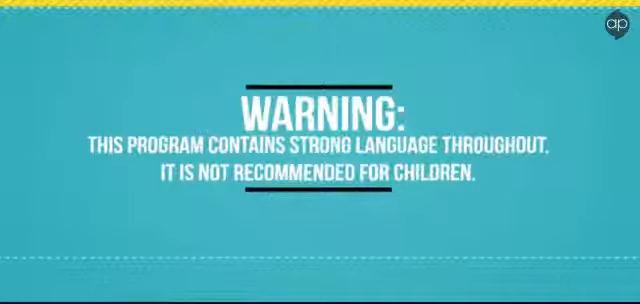 ap
WARNING:
THIS PROGRAM CONTAINS STRONG LANGUAGE THROUGHOUT.
IT IS NOT RECOMMENDED FOR CHILDREN.